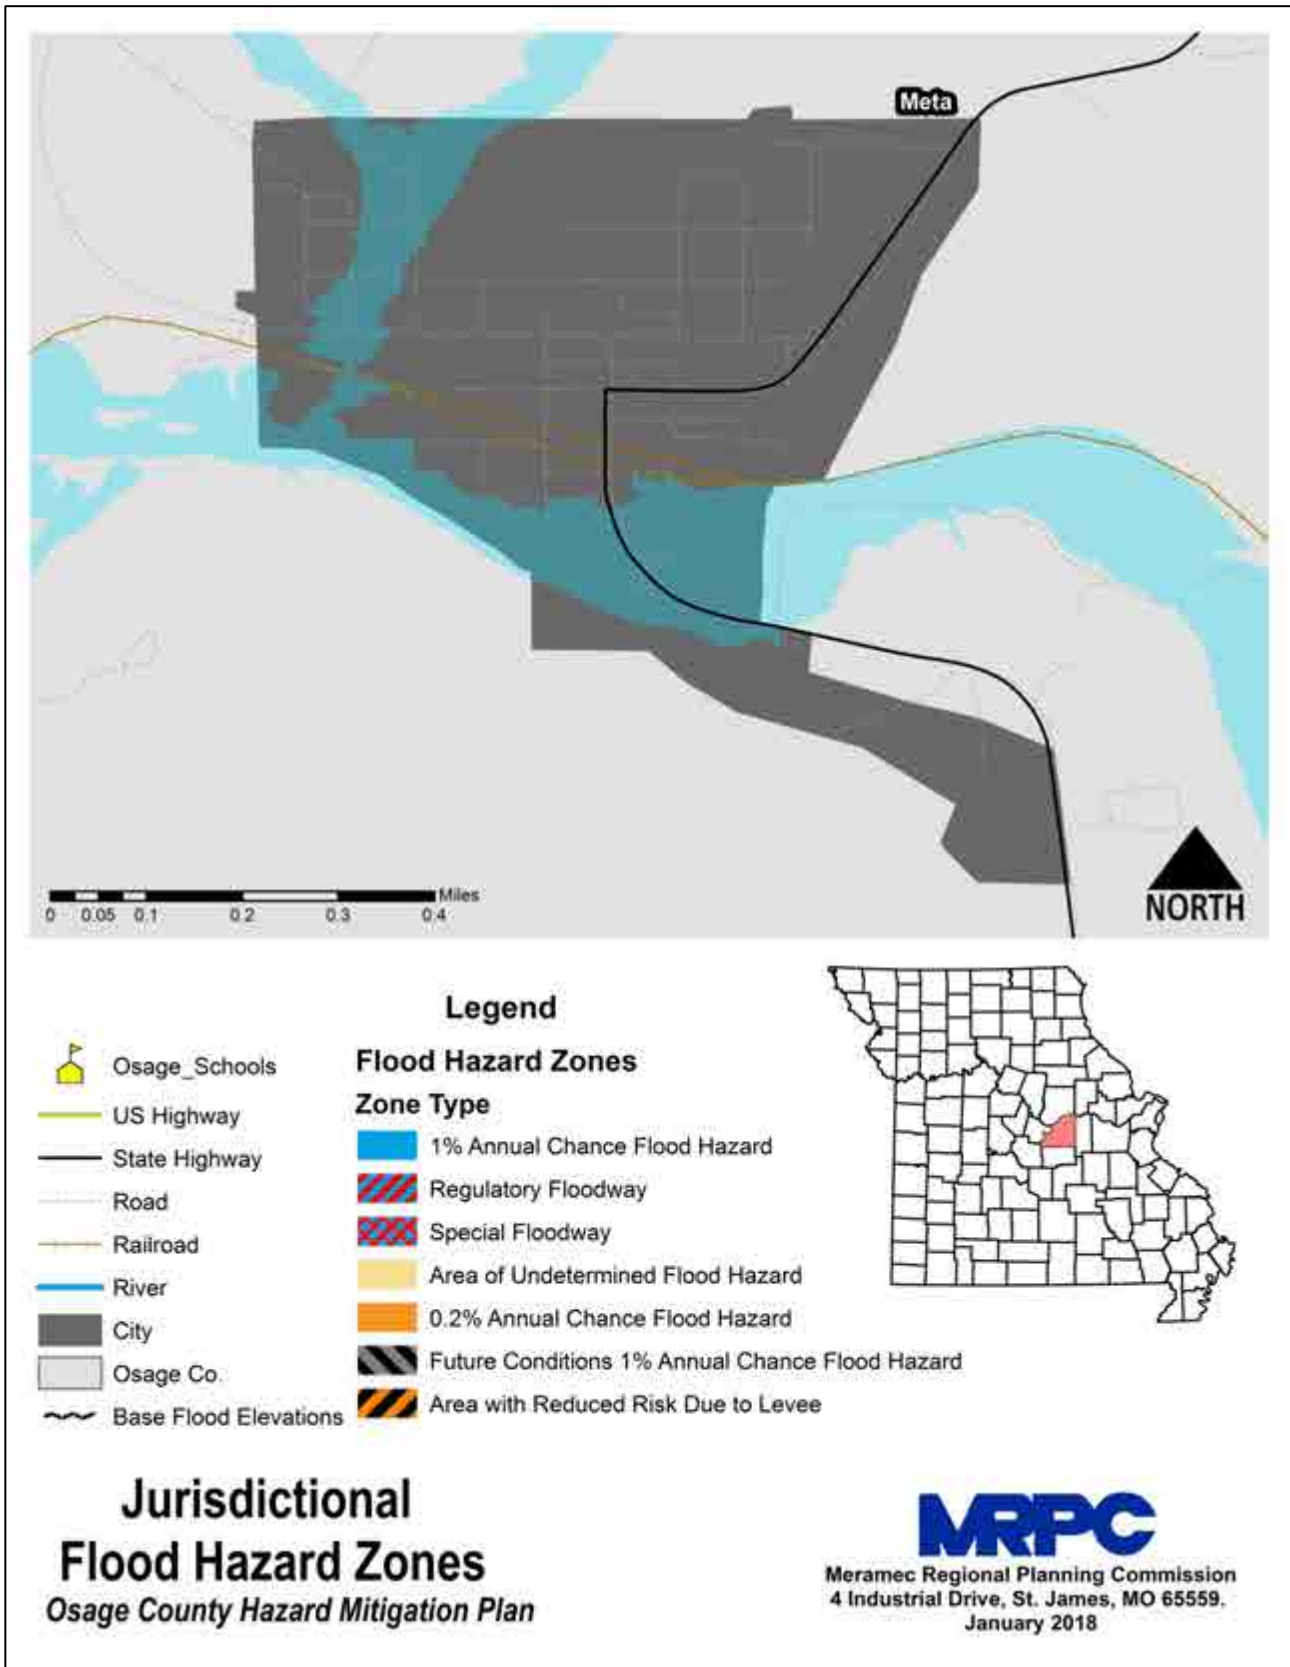 Meta
Miles
0 0.05 0.1 0.2 0.3 0.4
NORTH
Legend
Osage_Schools
US Highway
State Highway
Road
Railroad
River
City
Osage Co.
Base Flood Elevations
Flood Hazard Zones
Zone Type
1% Annual Chance Flood Hazard
Regulatory Floodway
Special Floodway
Area of Undetermined Flood Hazard
0.2% Annual Chance Flood Hazard
Future Conditions 1% Annual Chance Flood Hazard
Area with Reduced Risk Due to Levee
Jurisdictional
Flood Hazard Zones
Osage County Hazard Mitigation Plan
MRPC
Meramec Regional Planning Commission
4 Industrial Drive, St. James, MO 65559.
January 2018